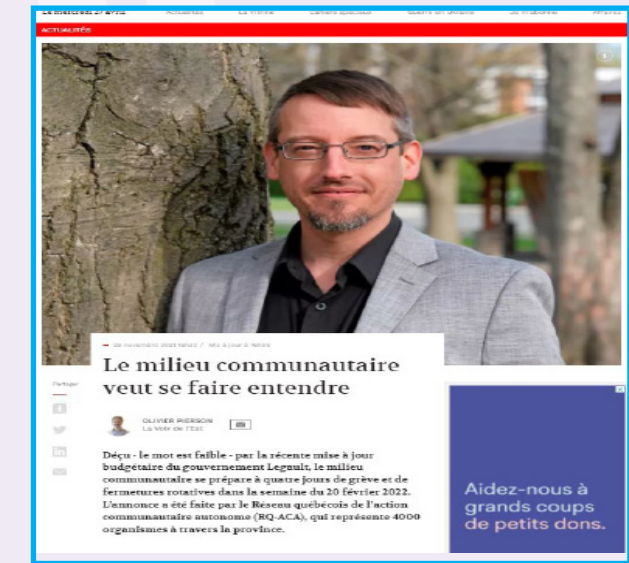 ACTUALITÉS
Le milieu communautaire
veut se faire entendre
Partager
OLIVIER PIERSON
La Voix de l'Est
Déçu - le mot est faible - par la récente mise à jour
budgétaire du gouvernement Legault, le milieu
communautaire se prépare à quatre jours de grève et de
fermetures rotatives dans la semaine du 20 février 2022.
L'annonce a été faite par le Réseau québécois de l'action
communautaire autonome (RQ-ACA), qui représente 4000
organismes à travers la province.
Aidez-nous à
grands coups
de petits dons.